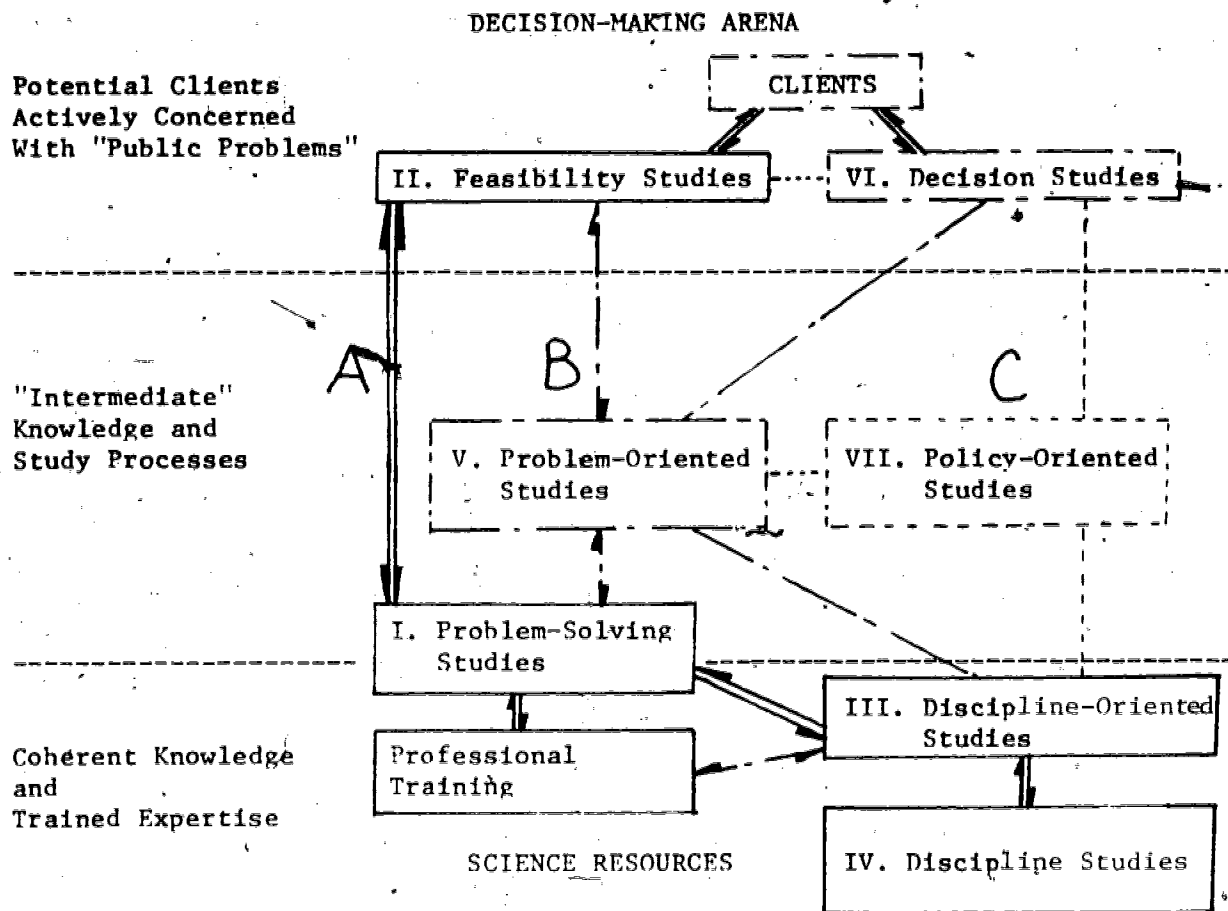 DECISION-MAKING ARENA
Potential Clients
Actively Concerned
With "Public Problems"
CLIENTS
II. Feasibility Studies
VI. Decision Studies
A
B
C
"Intermediate"
Knowledge and
Study Processes
V. Problem-Oriented
Studies
VII. Policy-Oriented
Studies
I. Problem-Solving
Studies
III. Discipline-Oriented
Studies
Coherent Knowledge
and
Trained Expertise
Professional
Training
IV. Discipline Studies
SCIENCE RESOURCES